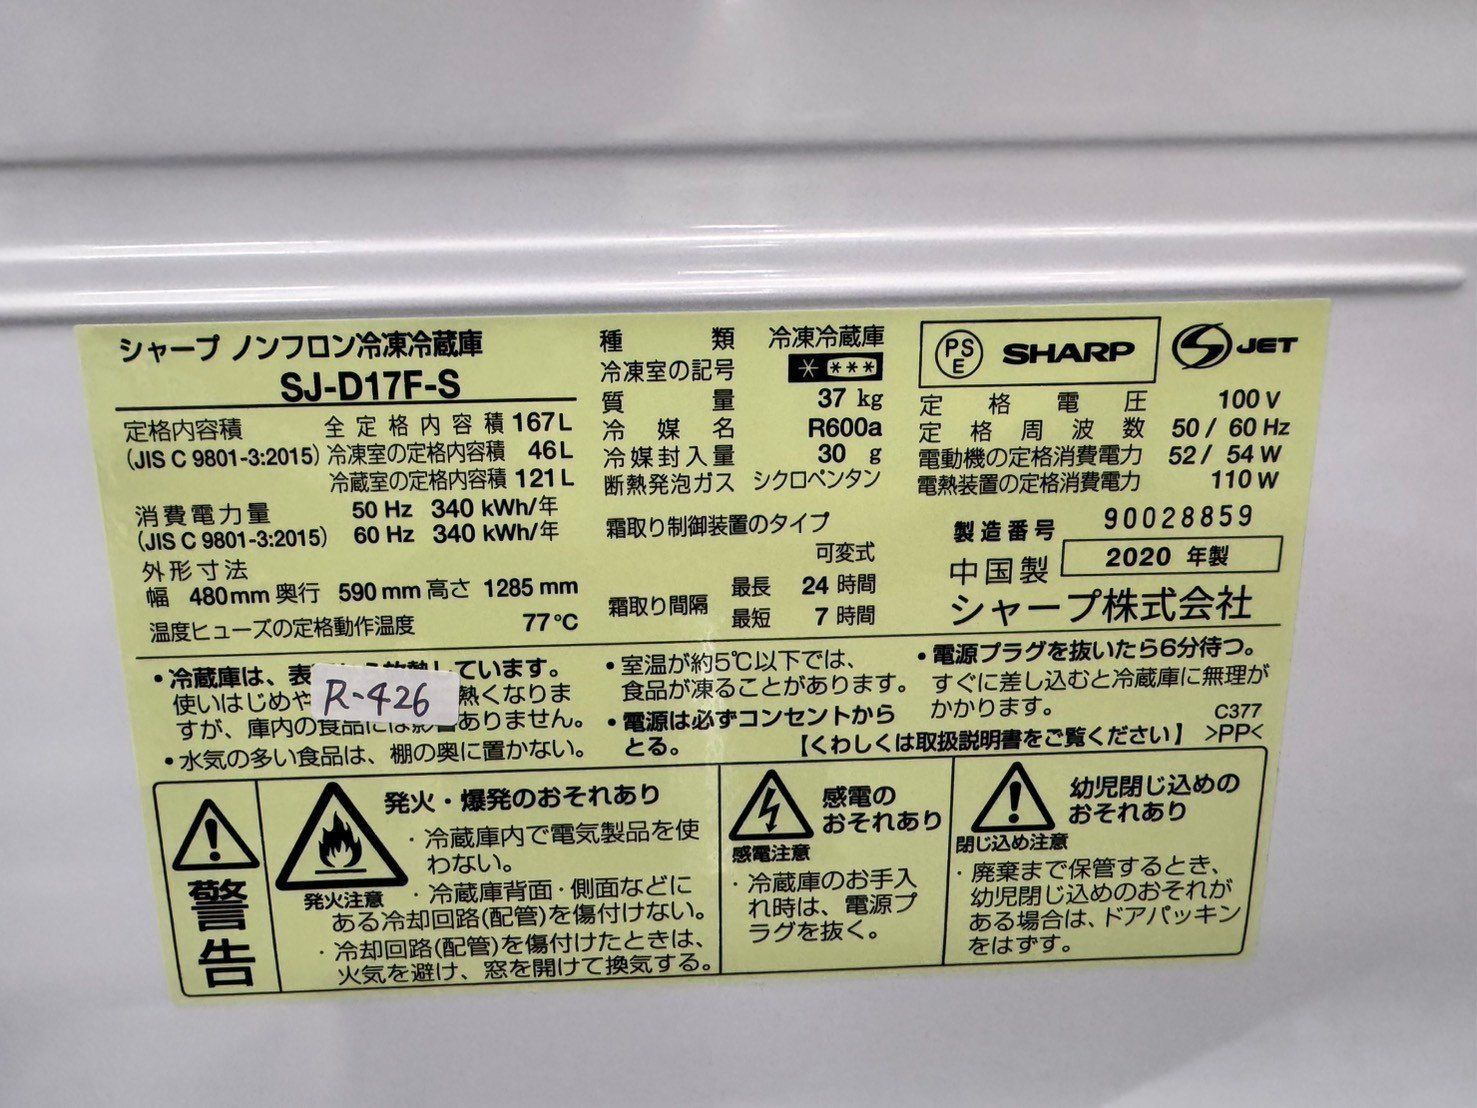 シャープ ノンフロン冷凍冷蔵庫
SJ-D17F-S
定格内容積 全定格内容積 167L
(JIS C 9801-3:2015) 冷凍室の定格内容積 46L
冷蔵室の定格内容積 121L
消費電力量 50 Hz 340 kWh/年
(JIS C 9801-3:2015) 60 Hz 340 kWh/年
外形寸法
幅 480mm 奥行 590mm 高さ 1285 mm
温度ヒューズの定格動作温度 77℃
種類 冷凍冷蔵庫
冷凍室の記号 * ***
質量 37 kg
冷媒名 R600a
冷媒封入量 30 g
断熱発泡ガス シクロペンタン
霜取り制御装置のタイプ
可変式
霜取り間隔 最長 24 時間
最短 7 時間
PS
E
SHARP
S JET
定格電圧 100 V
定格周波数 50 / 60 Hz
電動機の定格消費電力 52 / 54 W
電熱装置の定格消費電力 110 W
製造番号 90028859
中国製 2020 年製
シャープ株式会社
・冷蔵庫は、表 しています。
使いはじめや 熱くなりま
すが、庫内の食品には影響ありません。
・水気の多い食品は、棚の奥に置かない。
R-426
・室温が約5℃以下では、
食品が凍ることがあります。
・電源は必ずコンセントから
とる。
・電源プラグを抜いたら6分待つ。
すぐに差し込むと冷蔵庫に無理が
かかります。
C377
【くわしくは取扱説明書をご覧ください】 >PP<
警告
発火・爆発のおそれあり
発火注意
・冷蔵庫内で電気製品を使
わない。
・冷蔵庫背面・側面などに
ある冷却回路(配管)を傷付けない。
・冷却回路(配管)を傷付けたときは、
火気を避け、窓を開けて換気する。
感電の
おそれあり
感電注意
・冷蔵庫のお手入
れ時は、電源プ
ラグを抜く。
幼児閉じ込めの
おそれあり
閉じ込め注意
・廃棄まで保管するとき、
幼児閉じ込めのおそれが
ある場合は、ドアパッキン
をはずす。